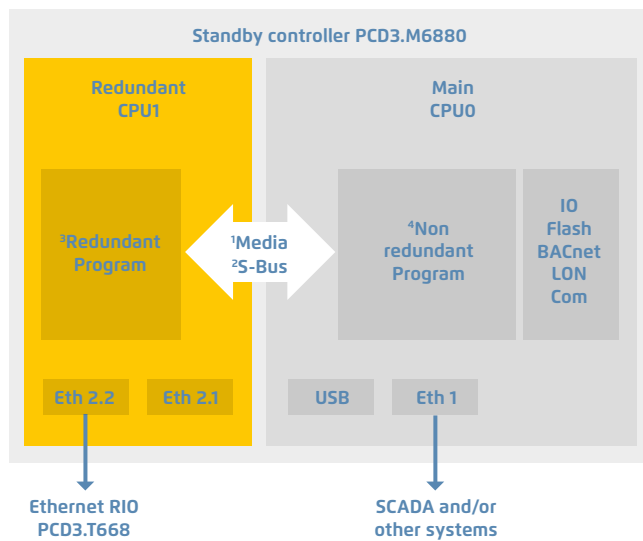 Standby controller PCD3.M6880
Redundant
CPU1
Main
CPU0
³Redundant
Program
¹Media
²S-Bus
⁴Non
redundant
Program
IO
Flash
BACnet
LON
Com
Eth 2.2
Eth 2.1
USB
Eth 1
Ethernet RIO
PCD3.T668
SCADA and/or
other systems